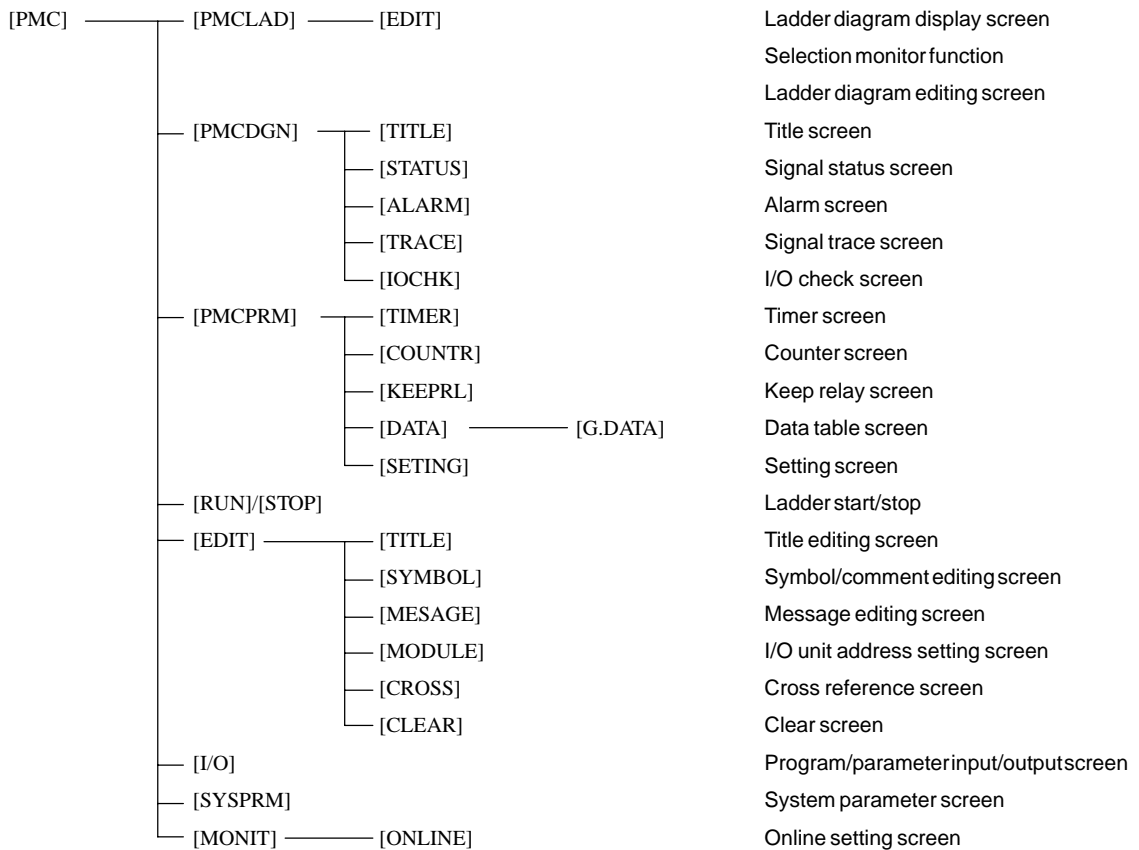 [PMC] [PMCLAD] [EDIT] Ladder diagram display screen
Selection monitor function
Ladder diagram editing screen
[PMCDGN] [TITLE] Title screen
[STATUS] Signal status screen
[ALARM] Alarm screen
[TRACE] Signal trace screen
[IOCHK] I/O check screen
[PMCPRM] [TIMER] Timer screen
[COUNTR] Counter screen
[KEEPRL] Keep relay screen
[DATA] [G.DATA] Data table screen
[SETING] Setting screen
[RUN]/[STOP] Ladder start/stop
[EDIT] [TITLE] Title editing screen
[SYMBOL] Symbol/comment editing screen
[MESAGE] Message editing screen
[MODULE] I/O unit address setting screen
[CROSS] Cross reference screen
[CLEAR] Clear screen
[I/O] Program/parameter input/output screen
[SYSPRM] System parameter screen
[MONIT] [ONLINE] Online setting screen